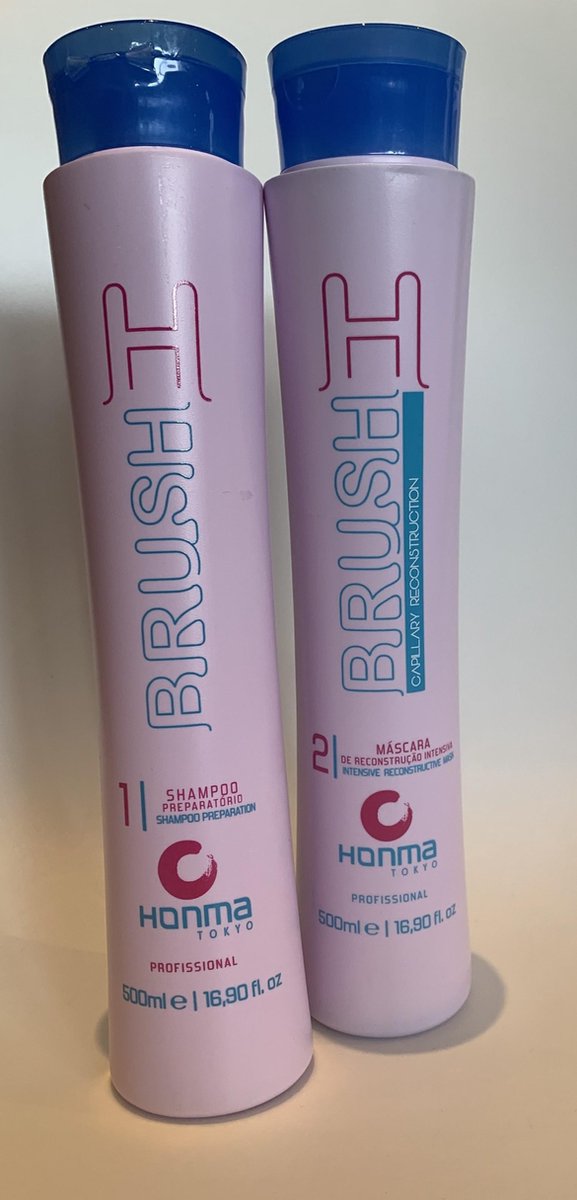 H
BRUSH
1
SHAMPOO
PREPARATÓRIO
SHAMPOO PREPARATION
HONMA
TOKYO
PROFISSIONAL
500ml e | 16,90 fl. oz
H
BRUSH
CAPILLARY RECONSTRUCTION
2
MÁSCARA
DE RECONSTRUÇÃO INTENSIVA
INTENSIVE RECONSTRUCTIVE MASK
HONMA
TOKYO
PROFISSIONAL
500ml e | 16,90 fl. oz